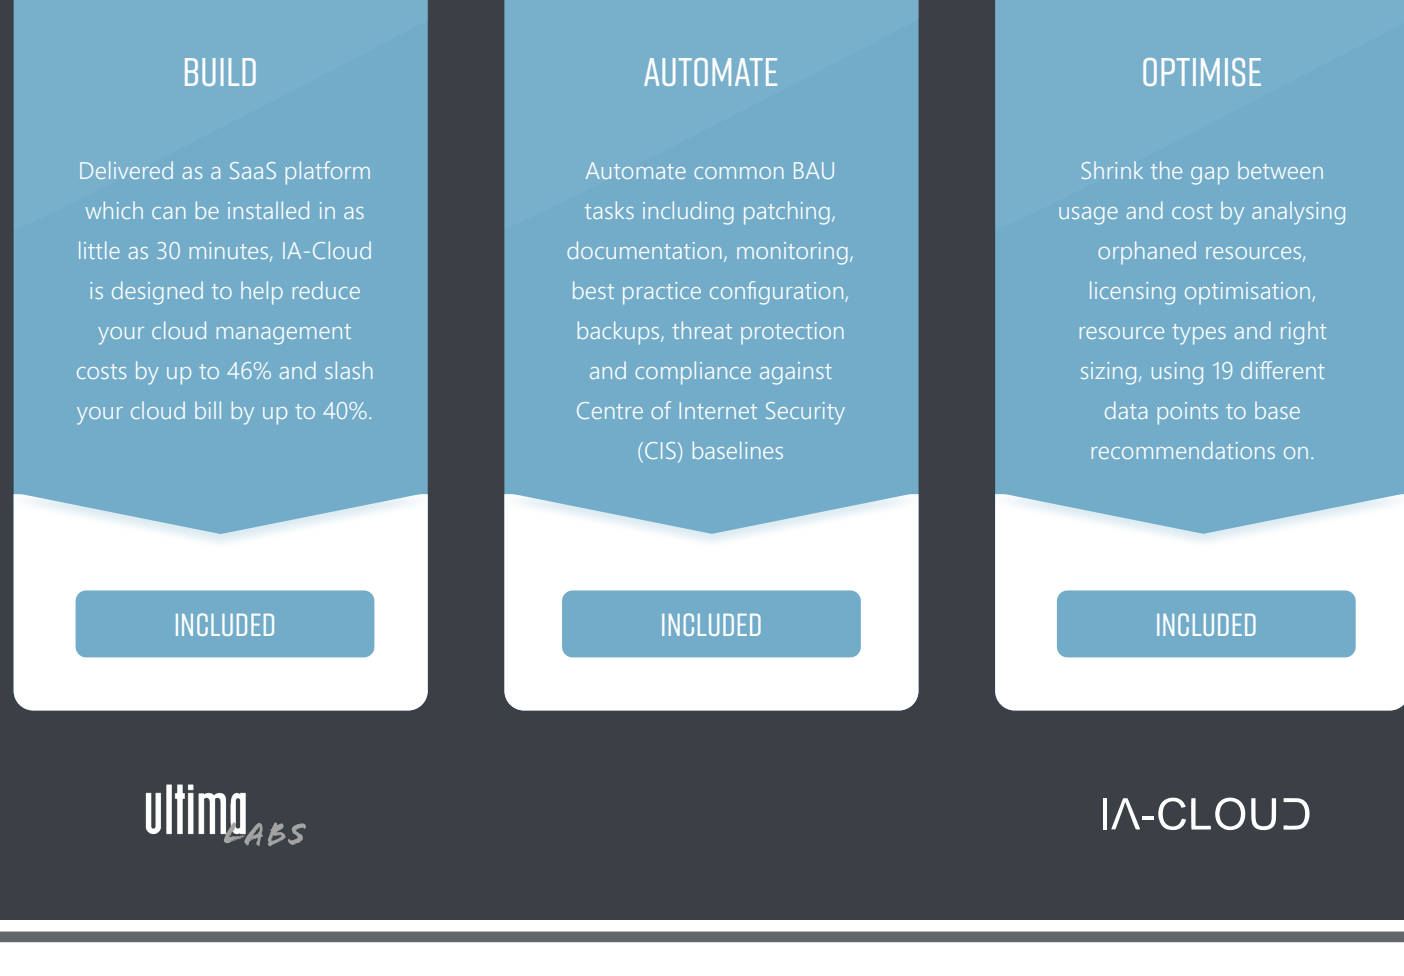 BUILD
Delivered as a SaaS platform
which can be installed in as
little as 30 minutes, IA-Cloud
is designed to help reduce
your cloud management
costs by up to 46% and slash
your cloud bill by up to 40%.
INCLUDED
AUTOMATE
Automate common BAU
tasks including patching,
documentation, monitoring,
best practice configuration,
backups, threat protection
and compliance against
Centre of Internet Security
(CIS) baselines
INCLUDED
OPTIMISE
Shrink the gap between
usage and cost by analysing
orphaned resources,
licensing optimisation,
resource types and right
sizing, using 19 different
data points to base
recommendations on.
INCLUDED
ultima
LABS
IA-CLOUD